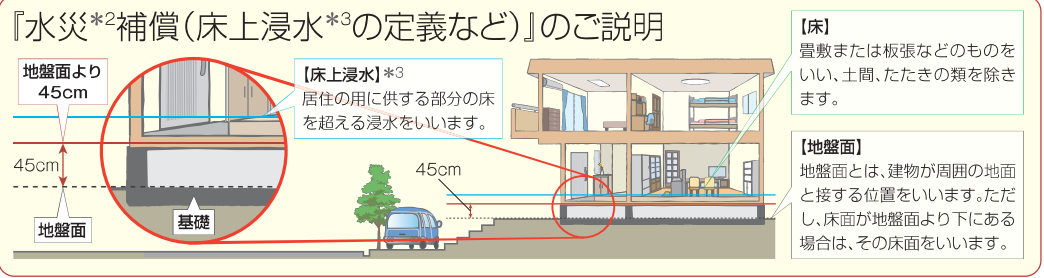 『水災*2補償(床上浸水*3の定義など)』のご説明
地盤面より
45cm
45cm
地盤面
基礎
【床上浸水】*3
居住の用に供する部分の床
を超える浸水をいいます。
45cm
【床】
畳敷または板張などのものを
いい、土間、たたきの類を除き
ます。
【地盤面】
地盤面とは、建物が周囲の地面
と接する位置をいいます。ただ
し、床面が地盤面より下にある
場合は、その床面をいいます。